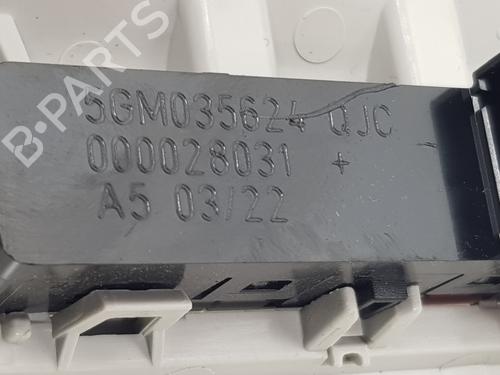 B-PARTS
5GM035624 QJC
000028031 +
A5 03/22